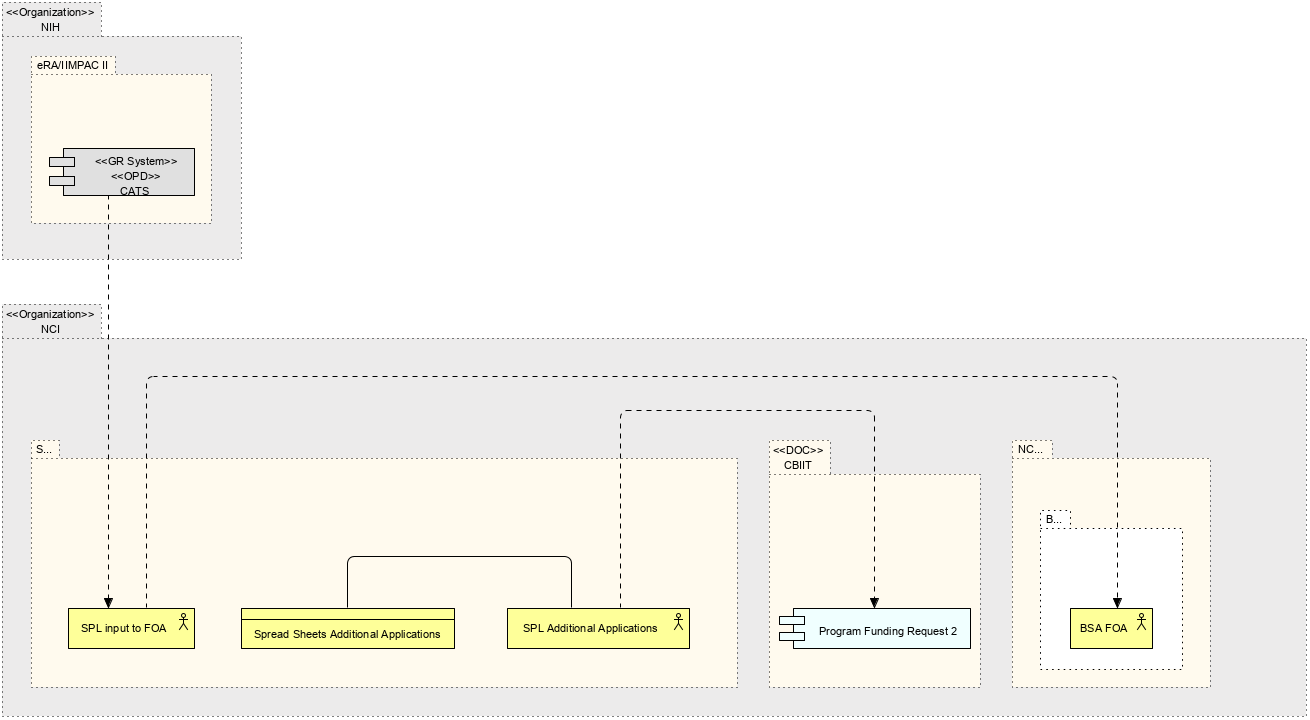 <<Organization>>
NIH
eRA/IIMPAC II
<<GR System>>
<<OPD>>
CATS
<<Organization>>
NCI
S...
<<DOC>>
CBIIT
NC...
B...
SPL input to FOA
Spread Sheets Additional Applications
SPL Additional Applications
Program Funding Request 2
BSA FOA